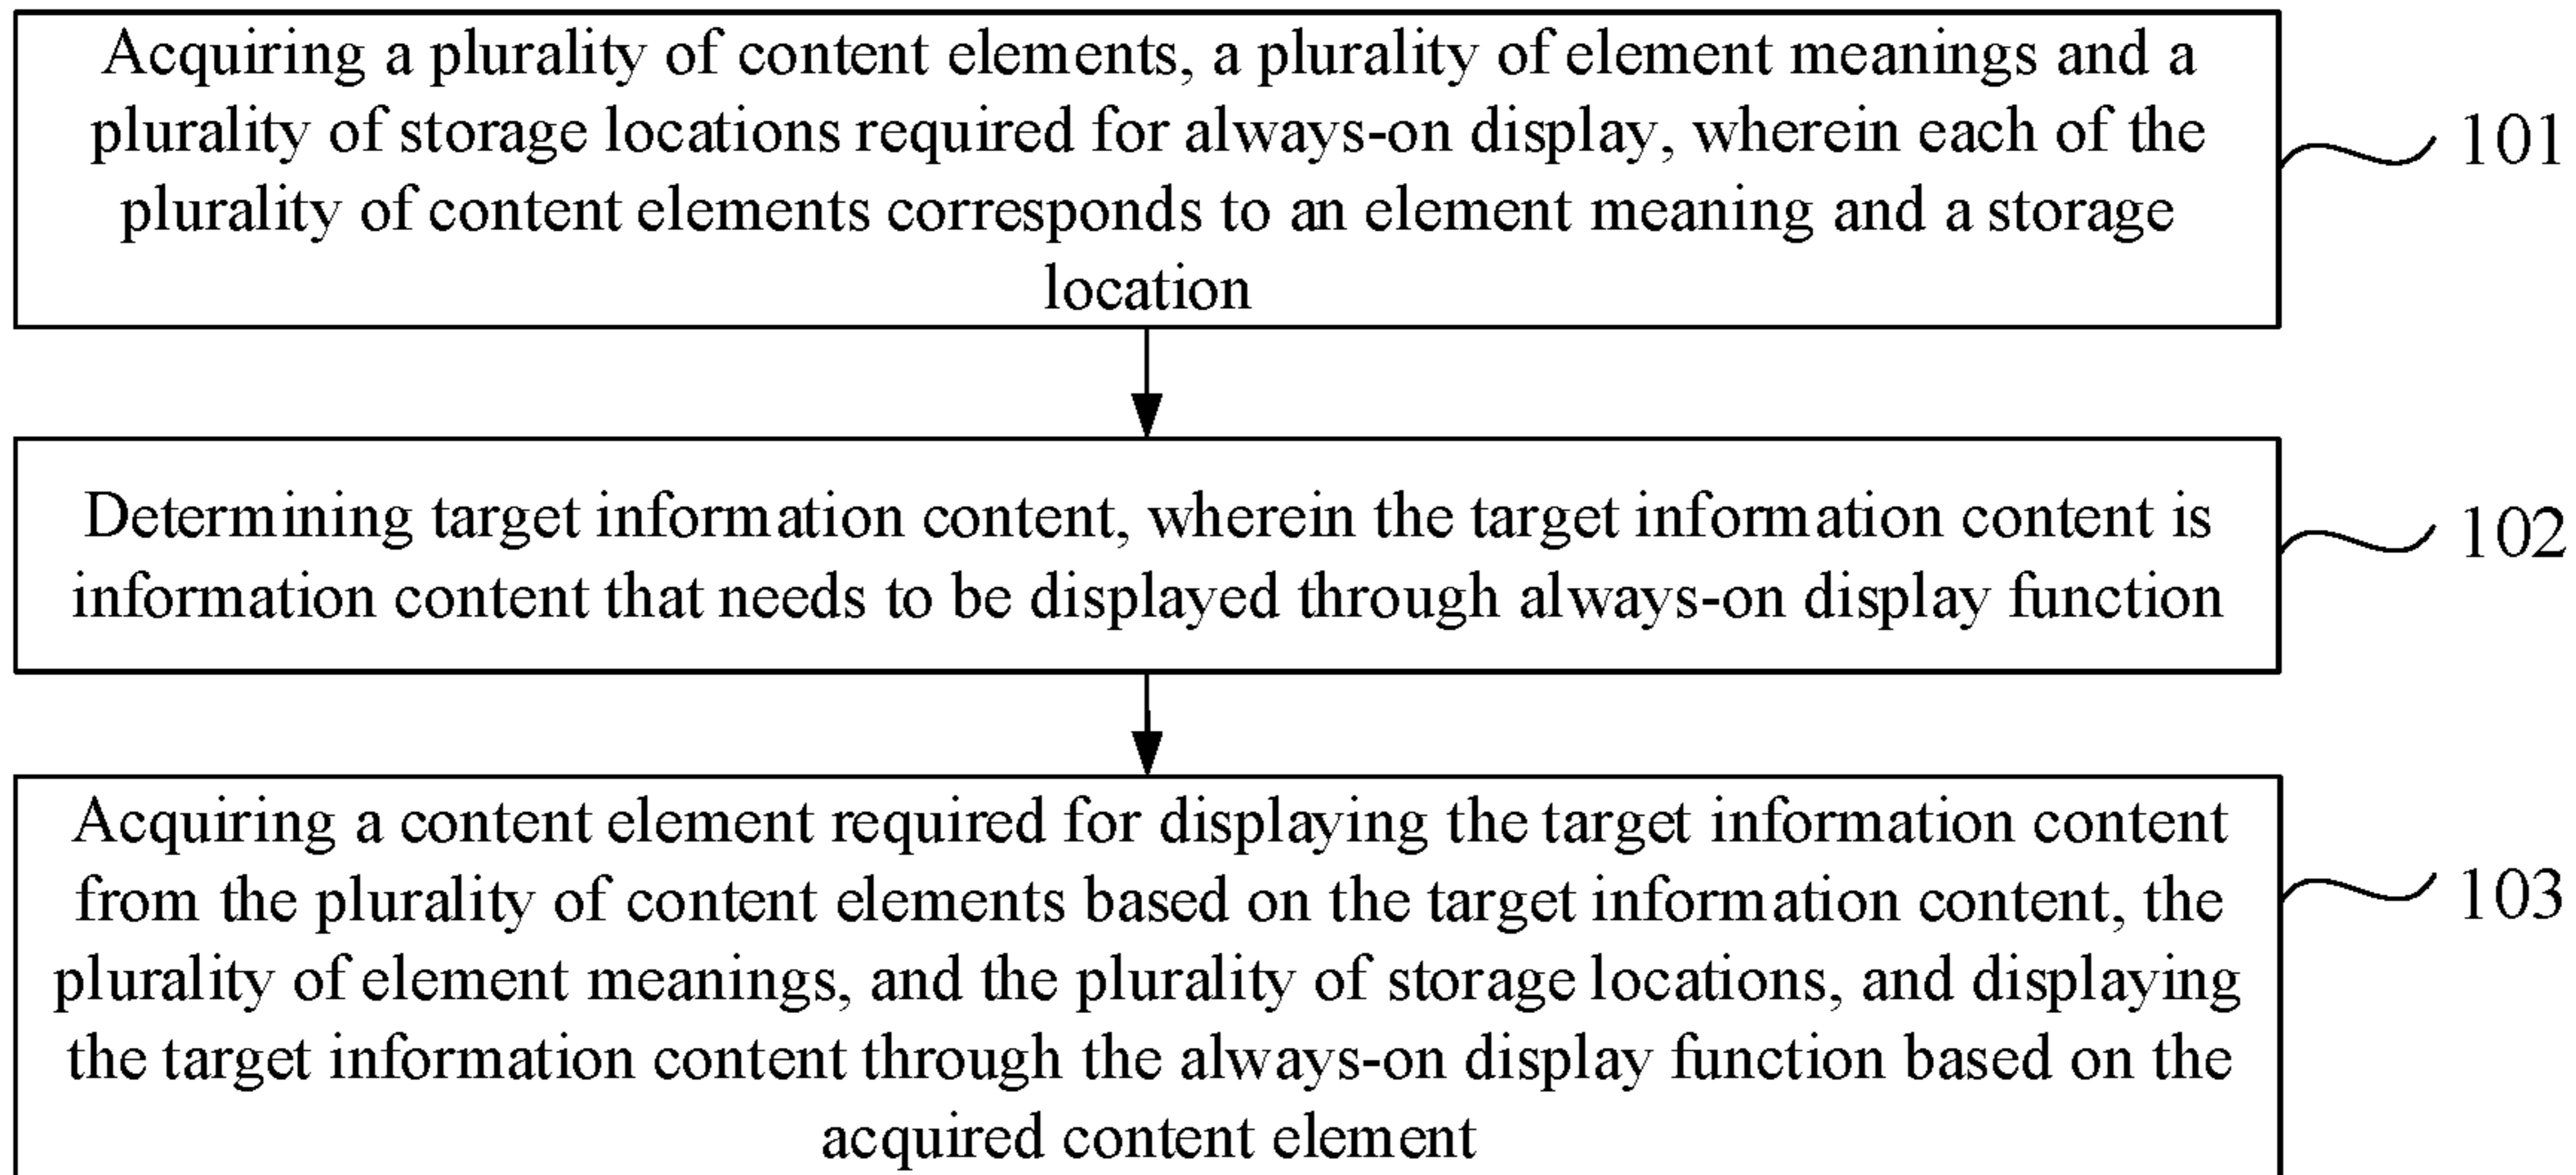 Acquiring a plurality of content elements, a plurality of element meanings and a
plurality of storage locations required for always-on display, wherein each of the
plurality of content elements corresponds to an element meaning and a storage
location
101
Determining target information content, wherein the target information content is
information content that needs to be displayed through always-on display function
102
Acquiring a content element required for displaying the target information content
from the plurality of content elements based on the target information content, the
plurality of element meanings, and the plurality of storage locations, and displaying
the target information content through the always-on display function based on the
acquired content element
103